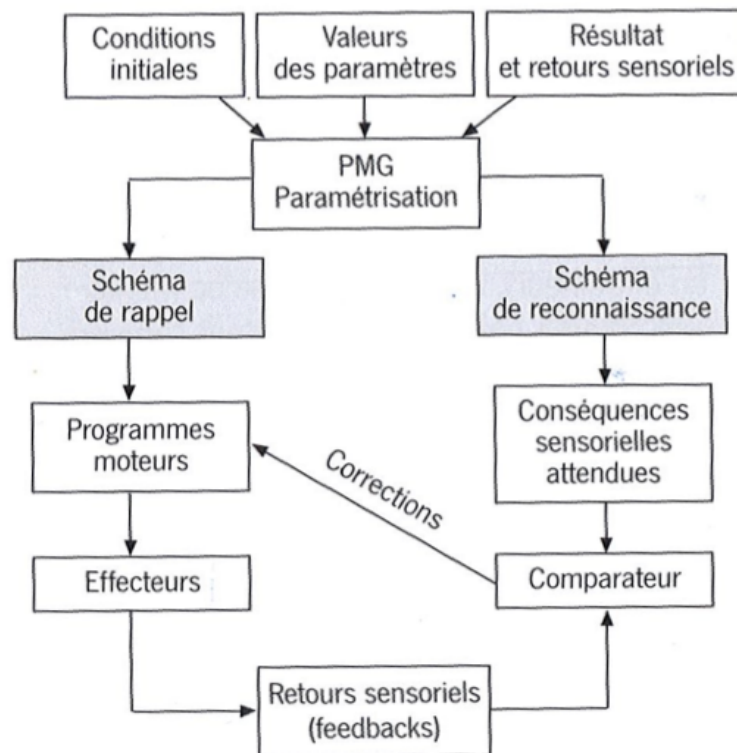 Conditions
initiales
Valeurs
des paramètres
Résultat
et retours sensoriels
PMG
Paramétrisation
Schéma
de rappel
Schéma
de reconnaissance
Programmes
moteurs
Conséquences
sensorielles
attendues
Corrections
Effecteurs
Comparateur
Retours sensoriels
(feedbacks)